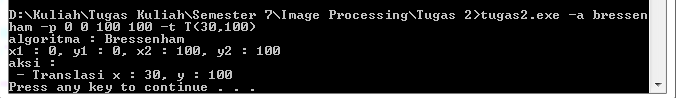 D:\Kuliah\Tugas Kuliah\Semester 7\Image Processing\Tugas 2>tugas2.exe -a bressen
ham -p 0 0 100 100 -t T(30,100)
algoritma : Bressenham
x1 : 0, y1 : 0, x2 : 100, y2 : 100
aksi :
 - Translasi x : 30, y : 100
Press any key to continue . . .